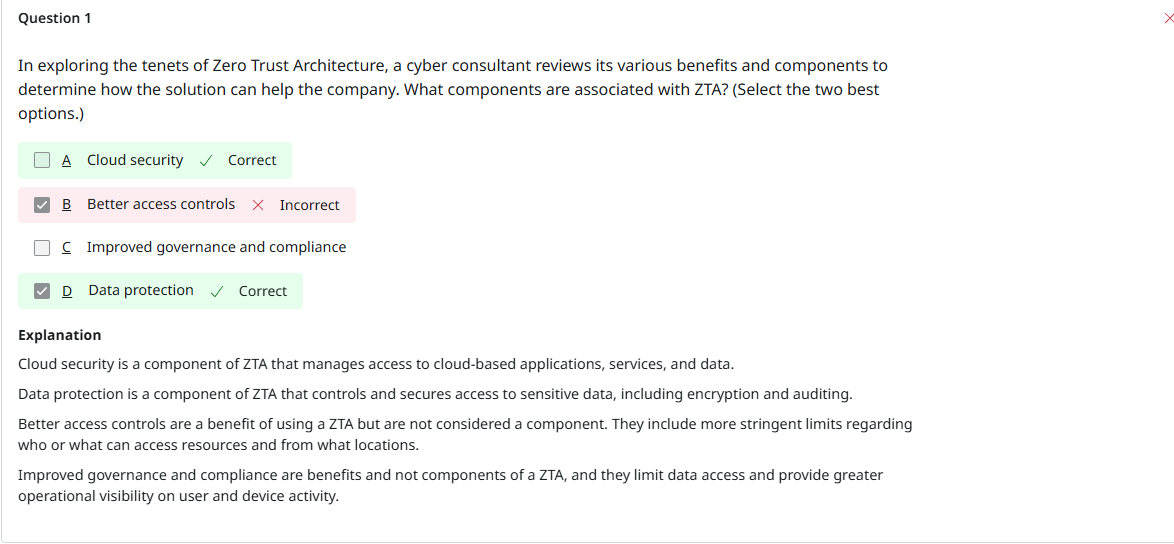 Question 1
In exploring the tenets of Zero Trust Architecture, a cyber consultant reviews its various benefits and components to
determine how the solution can help the company. What components are associated with ZTA? (Select the two best
options.)
A Cloud security ✓ Correct
B Better access controls × Incorrect
C Improved governance and compliance
D Data protection ✓ Correct
Explanation
Cloud security is a component of ZTA that manages access to cloud-based applications, services, and data.
Data protection is a component of ZTA that controls and secures access to sensitive data, including encryption and auditing.
Better access controls are a benefit of using a ZTA but are not considered a component. They include more stringent limits regarding
who or what can access resources and from what locations.
Improved governance and compliance are benefits and not components of a ZTA, and they limit data access and provide greater
operational visibility on user and device activity.